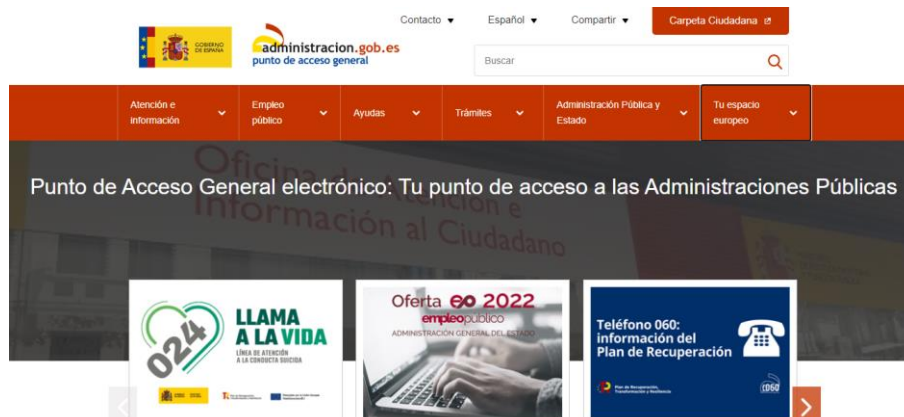 Contacto
Español
Compartir
Carpeta Ciudadana
GOBIERNO
DE ESPAÑA
administracion.gob.es
punto de acceso general
Buscar
Atención e
información
Empleo
público
Ayudas
Trámites
Administración Pública y
Estado
Tu espacio
europeo
Oficina de Atención e
Información al Ciudadano
Punto de Acceso General electrónico: Tu punto de acceso a las Administraciones Públicas
024
LLAMA
A LA VIDA
LÍNEA DE ATENCIÓN
A LA CONDUCTA SUICIDA
Oferta 2022
empleopublico
ADMINISTRACIÓN GENERAL DEL ESTADO
Teléfono 060:
información del
Plan de Recuperación
Plan de Recuperación,
Transformación y Resiliencia
060